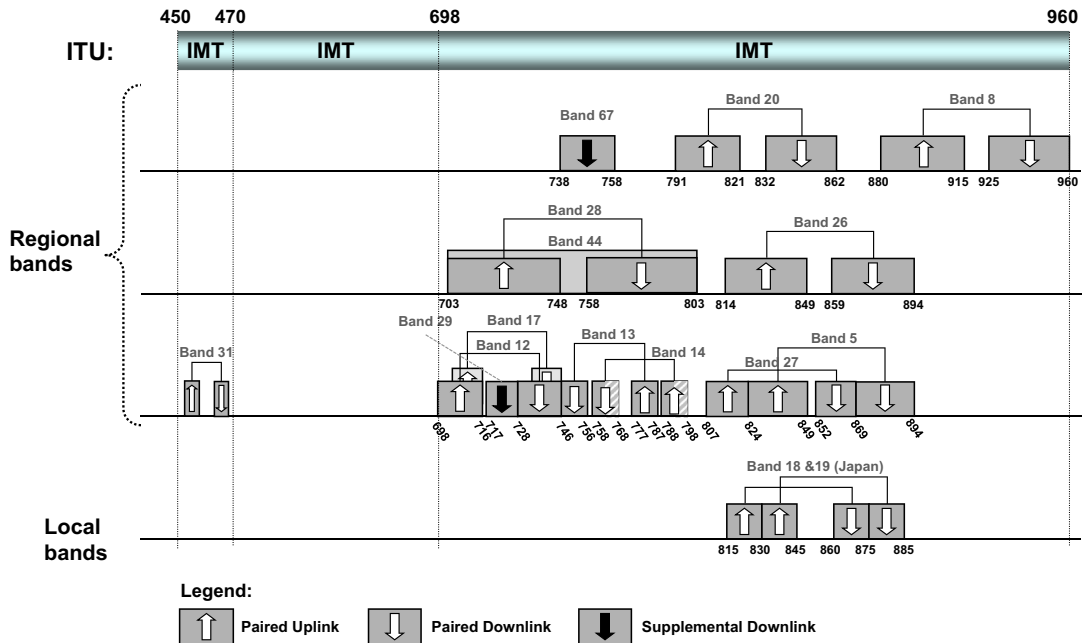 450 470 698 960
ITU: IMT IMT IMT
Band 67 Band 20 Band 8
738 758 791 821 832 862 880 915 925 960
Regional
bands
Band 28 Band 26
Band 44
703 748 758 803 814 849 859 894
Band 29 Band 17 Band 13 Band 5
Band 31 Band 12 Band 14 Band 27
698 716 717 728 746 756 758 768 777 787 788 798 807 824 849 852 869 894
Band 18 &19 (Japan)
Local
bands
815 830 845 860 875 885
Legend:
Paired Uplink Paired Downlink Supplemental Downlink